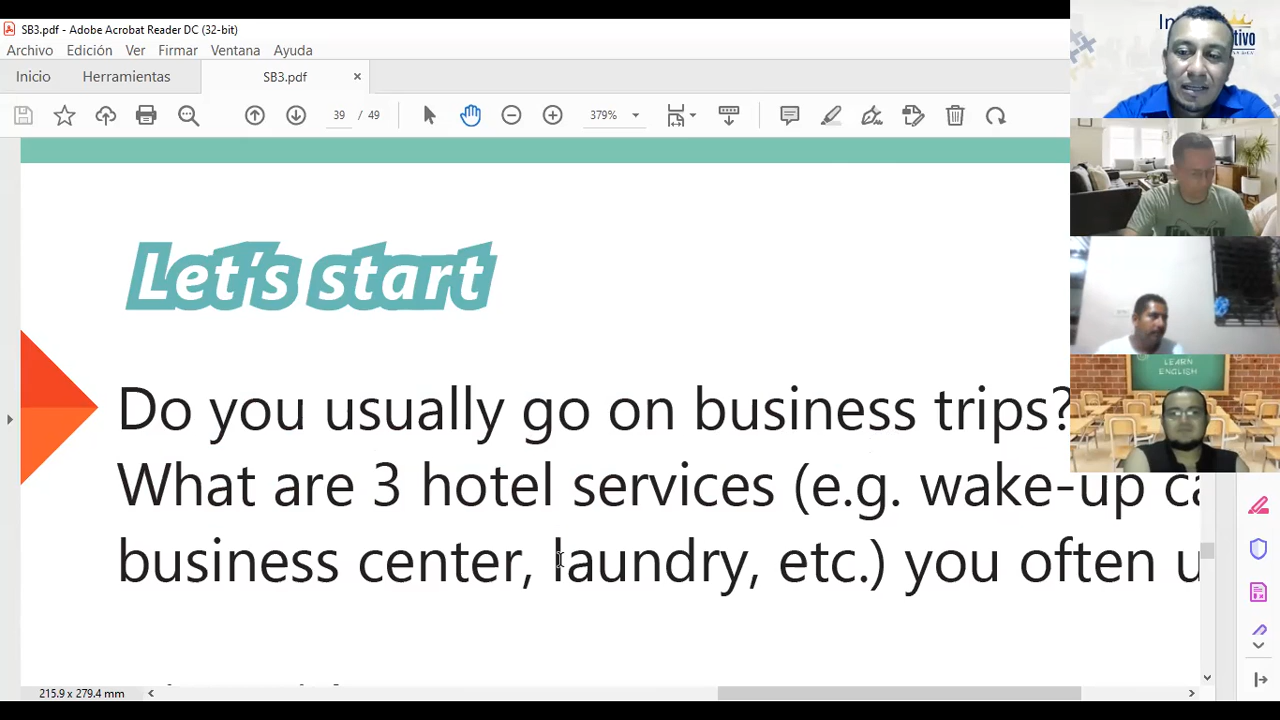 SB3.pdf - Adobe Acrobat Reader DC (32-bit)
Archivo Edición Ver Firmar Ventana Ayuda
Inicio Herramientas SB3.pdf ×
39 / 49 379%
Let's start
Do you usually go on business trips?
What are 3 hotel services (e.g. wake-up ca
business center, laundry, etc.) you often u
215.9 x 279.4 mm
In
tivo
LEARN
ENGLISH